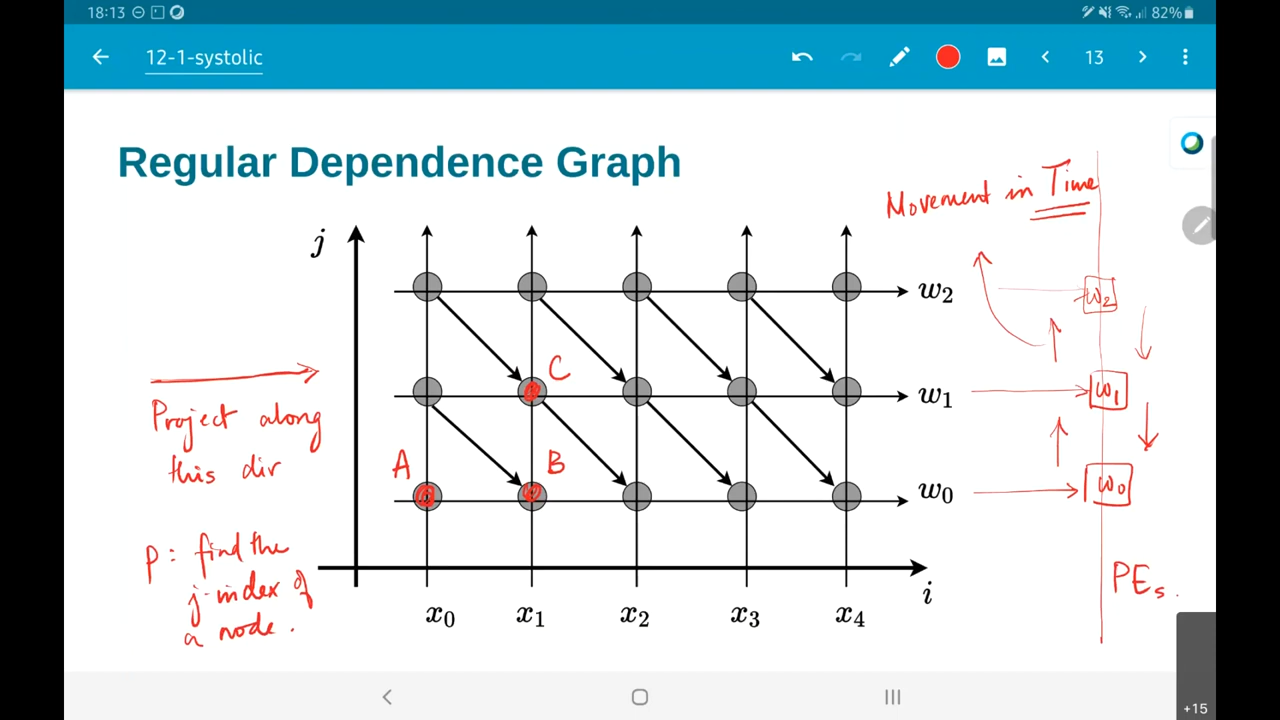 18:13
82%
12-1-systolic
13
Regular Dependence Graph
Movement in Time
j
w₂
w₂
C
w₁
w₁
Project along
this dir
A
B
w₀
w₀
p: find the
j-index of
a node.
i
PEs.
x₀ x₁ x₂ x₃ x₄
+15